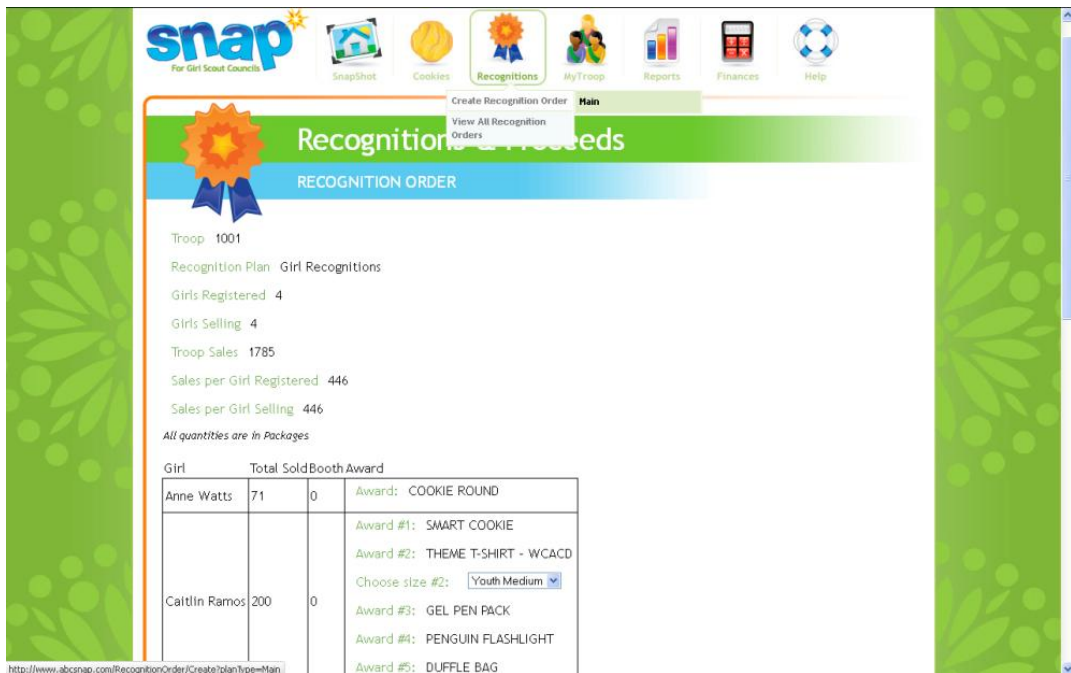 snap
For Girl Scout Councils
SnapShot
Cookies
Recognitions
MyTroop
Reports
Finances
Help
Create Recognition Order
Main
View All Recognition
Orders
Recognitions & Proceeds
RECOGNITION ORDER
Troop 1001
Recognition Plan Girl Recognitions
Girls Registered 4
Girls Selling 4
Troop Sales 1785
Sales per Girl Registered 446
Sales per Girl Selling 446
All quantities are in Packages
Girl Total Sold Booth Award
Anne Watts 71 0 Award: COOKIE ROUND
Award #1: SMART COOKIE
Award #2: THEME T-SHIRT - WCACD
Choose size #2: Youth Medium
Caitlin Ramos 200 0
Award #3: GEL PEN PACK
Award #4: PENGUIN FLASHLIGHT
Award #5: DUFFLE BAG
http://www.abcsnap.com/RecognitionOrder/Create?planType=Main